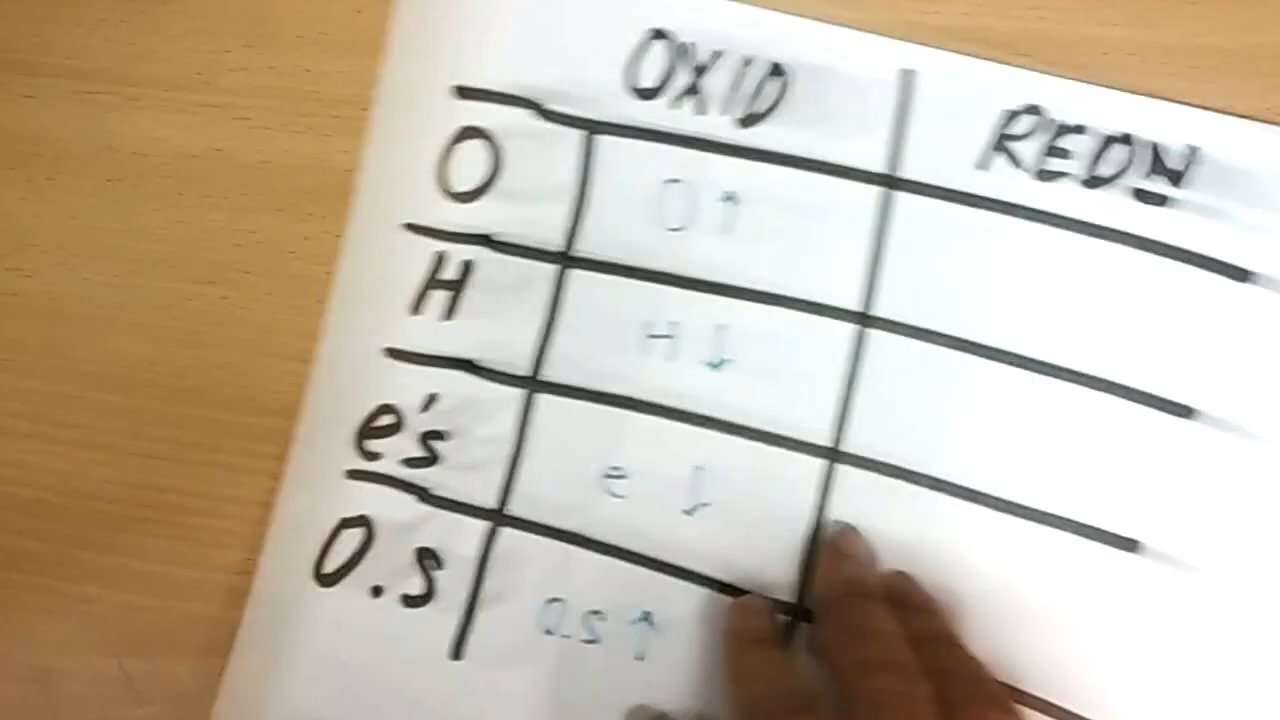 OXID REDN
O O↑
H H↓
e's e ↓
O.S O.S↑